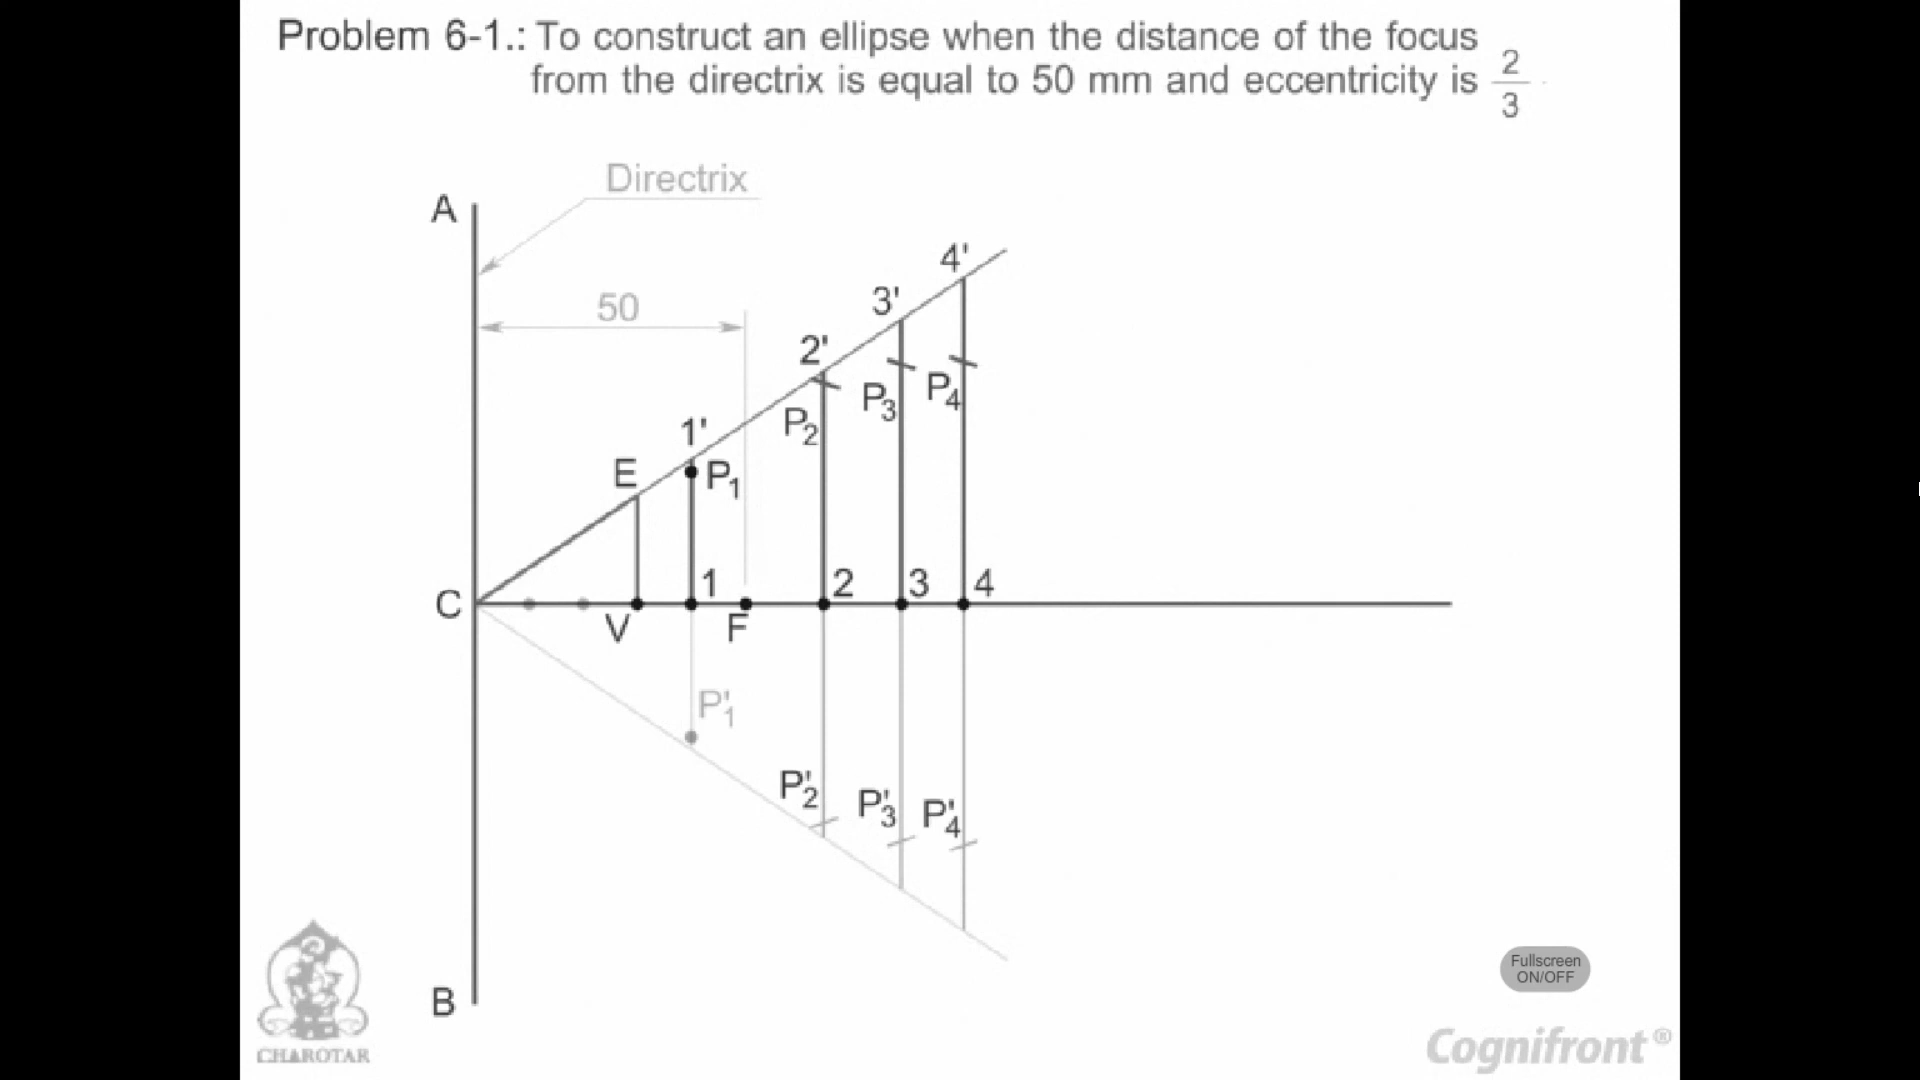 Problem 6-1.: To construct an ellipse when the distance of the focus
from the directrix is equal to 50 mm and eccentricity is 2/3
Directrix
A
50
4'
3'
2'
1'
E
P1
P2
P3
P4
C
1
2
3
4
V
F
P'1
P'2
P'3
P'4
B
CHAROTAR
Fullscreen
ON/OFF
Cognifront®